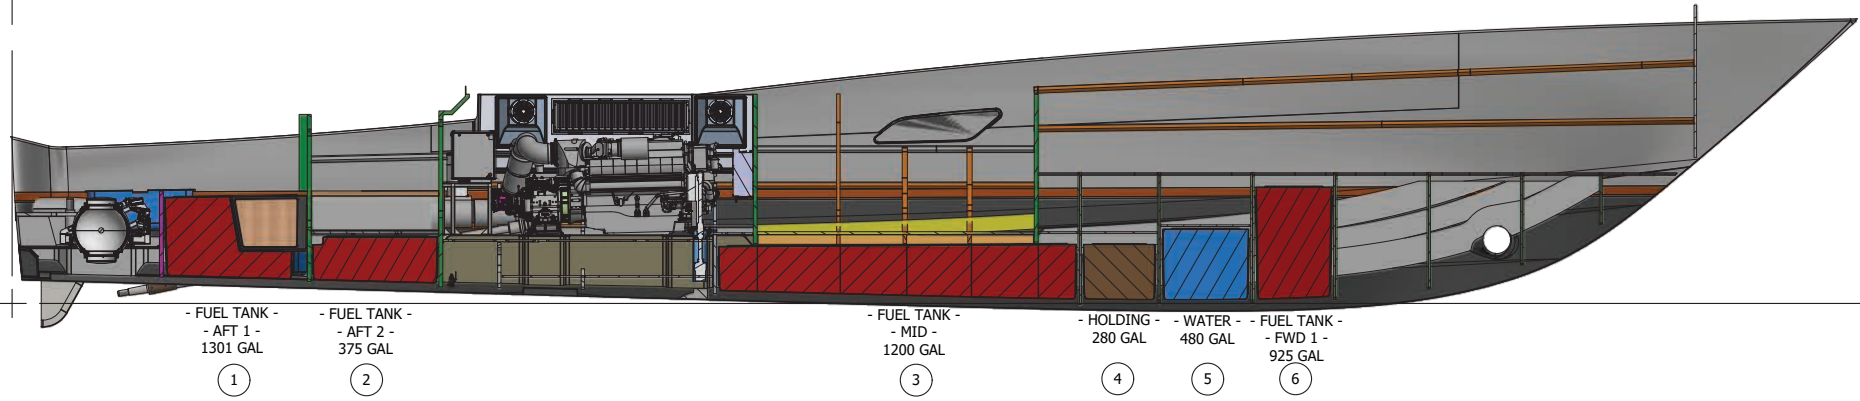 - FUEL TANK -
- AFT 1 -
1301 GAL
1
- FUEL TANK -
- AFT 2 -
375 GAL
2
- FUEL TANK -
- MID -
1200 GAL
3
- HOLDING -
280 GAL
4
- WATER -
480 GAL
5
- FUEL TANK -
- FWD 1 -
925 GAL
6